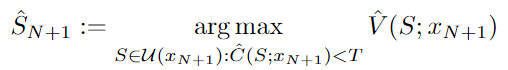 Ŝ_{N+1} := arg max_{S∈𝒰(x_{N+1}):Ĉ(S;x_{N+1})<T} V̂(S; x_{N+1})